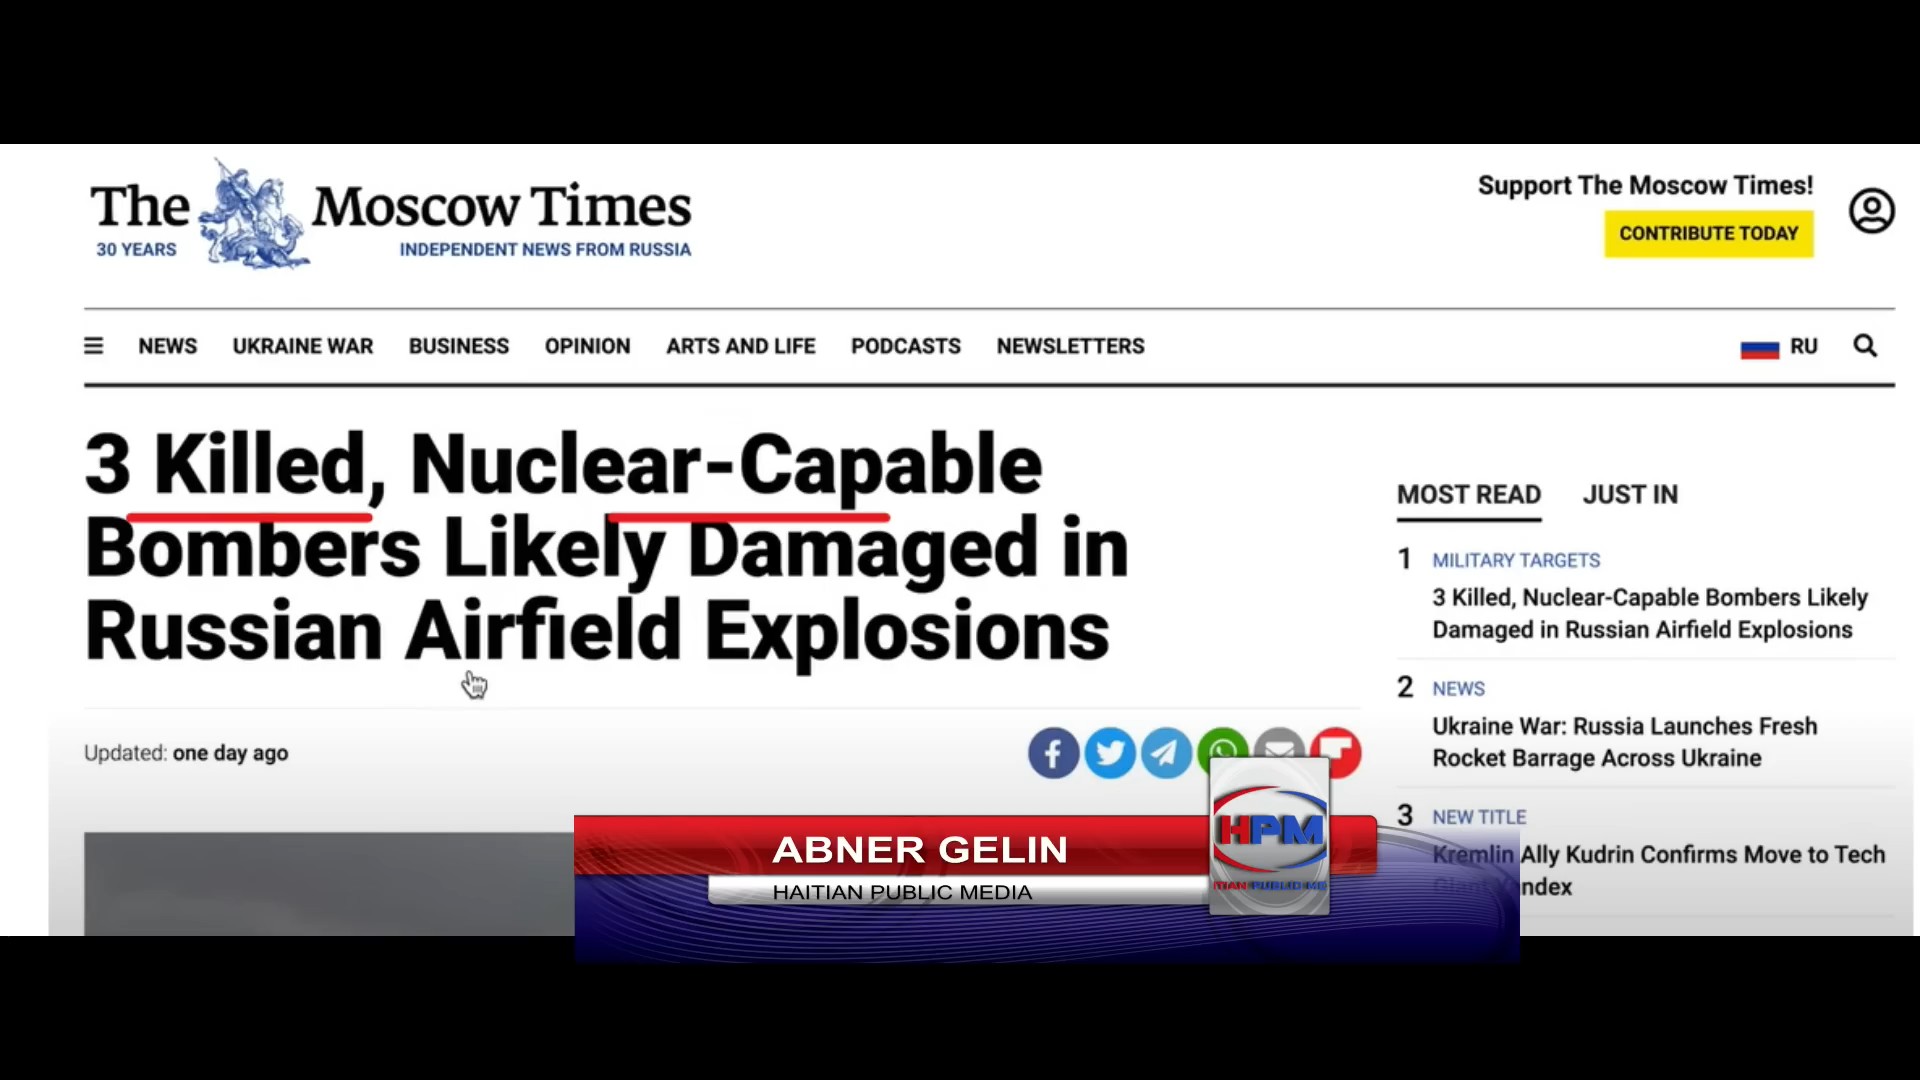 The Moscow Times
30 YEARS
INDEPENDENT NEWS FROM RUSSIA
Support The Moscow Times!
CONTRIBUTE TODAY
NEWS UKRAINE WAR BUSINESS OPINION ARTS AND LIFE PODCASTS NEWSLETTERS
RU
3 Killed, Nuclear-Capable
Bombers Likely Damaged in
Russian Airfield Explosions
Updated: one day ago
MOST READ JUST IN
1 MILITARY TARGETS
3 Killed, Nuclear-Capable Bombers Likely
Damaged in Russian Airfield Explosions
2 NEWS
Ukraine War: Russia Launches Fresh
Rocket Barrage Across Ukraine
3 NEW TITLE
Kremlin Ally Kudrin Confirms Move to Tech
ABNER GELIN
HAITIAN PUBLIC MEDIA
HPM